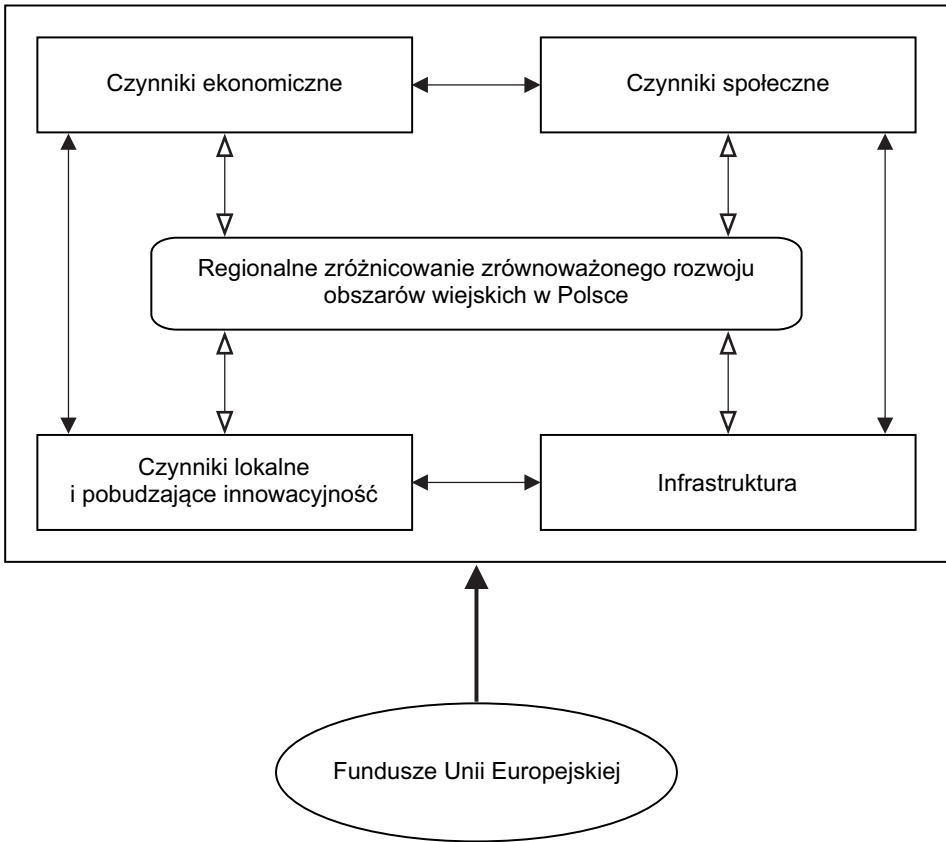 Czynniki ekonomiczne
Czynniki społeczne
Regionalne zróżnicowanie zrównoważonego rozwoju
obszarów wiejskich w Polsce
Czynniki lokalne
i pobudzające innowacyjność
Infrastruktura
Fundusze Unii Europejskiej